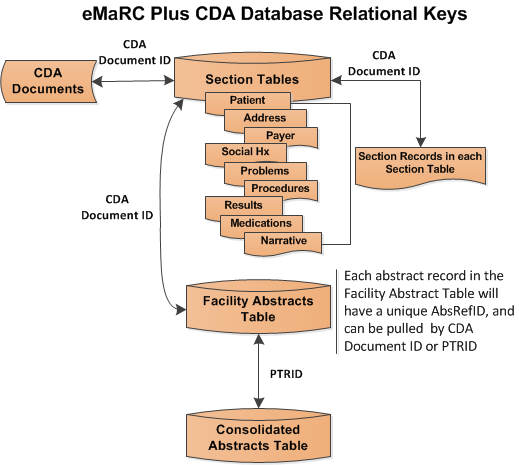 eMaRC Plus CDA Database Relational Keys
CDA
Document ID
CDA
Documents
Section Tables
CDA
Document ID
Patient
Address
Payer
Social Hx
Problems
Procedures
Results
Medications
Narrative
Section Records in each
Section Table
CDA
Document ID
Facility Abstracts
Table
Each abstract record in the
Facility Abstract Table will
have a unique AbsRefID, and
can be pulled by CDA
Document ID or PTRID
PTRID
Consolidated
Abstracts Table